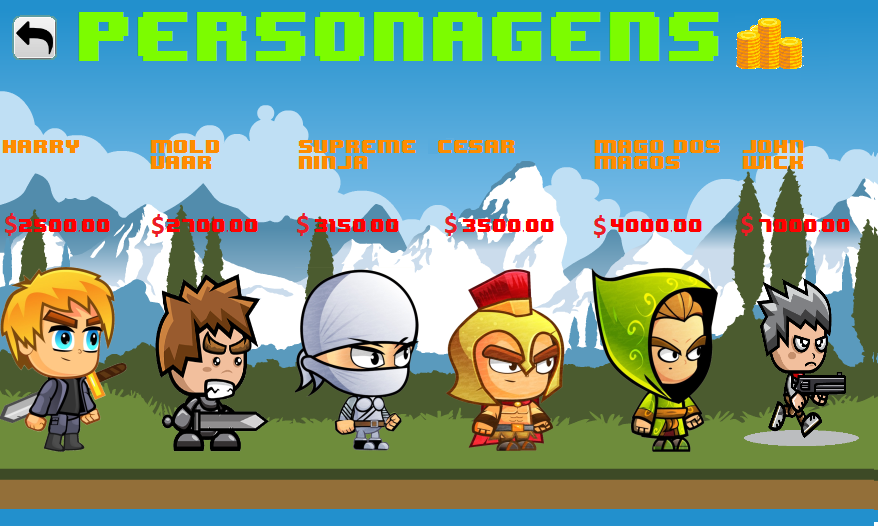 PERSONAGENS
HARRY
MOLD
VAAR
SUPREME
NINJA
CESAR
MAGO DOS
MAGOS
JOHN
WICK
$2500.00
$2700.00
$3150.00
$3500.00
$4000.00
$7000.00